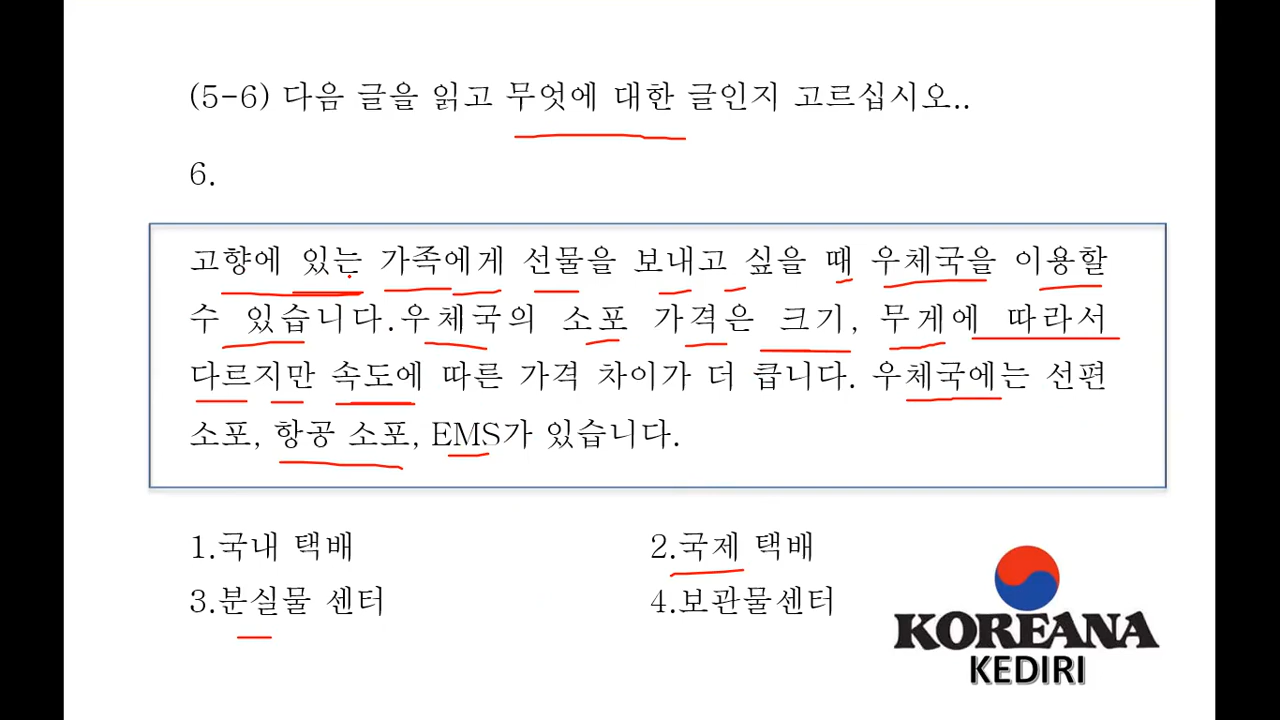 (5-6) 다음 글을 읽고 무엇에 대한 글인지 고르십시오..
6.
고향에 있는 가족에게 선물을 보내고 싶을 때 우체국을 이용할
수 있습니다.우체국의 소포 가격은 크기, 무게에 따라서
다르지만 속도에 따른 가격 차이가 더 큽니다. 우체국에는 선편
소포, 항공 소포, EMS가 있습니다.
1.국내 택배 2.국제 택배
3.분실물 센터 4.보관물센터
KOREANA
KEDIRI